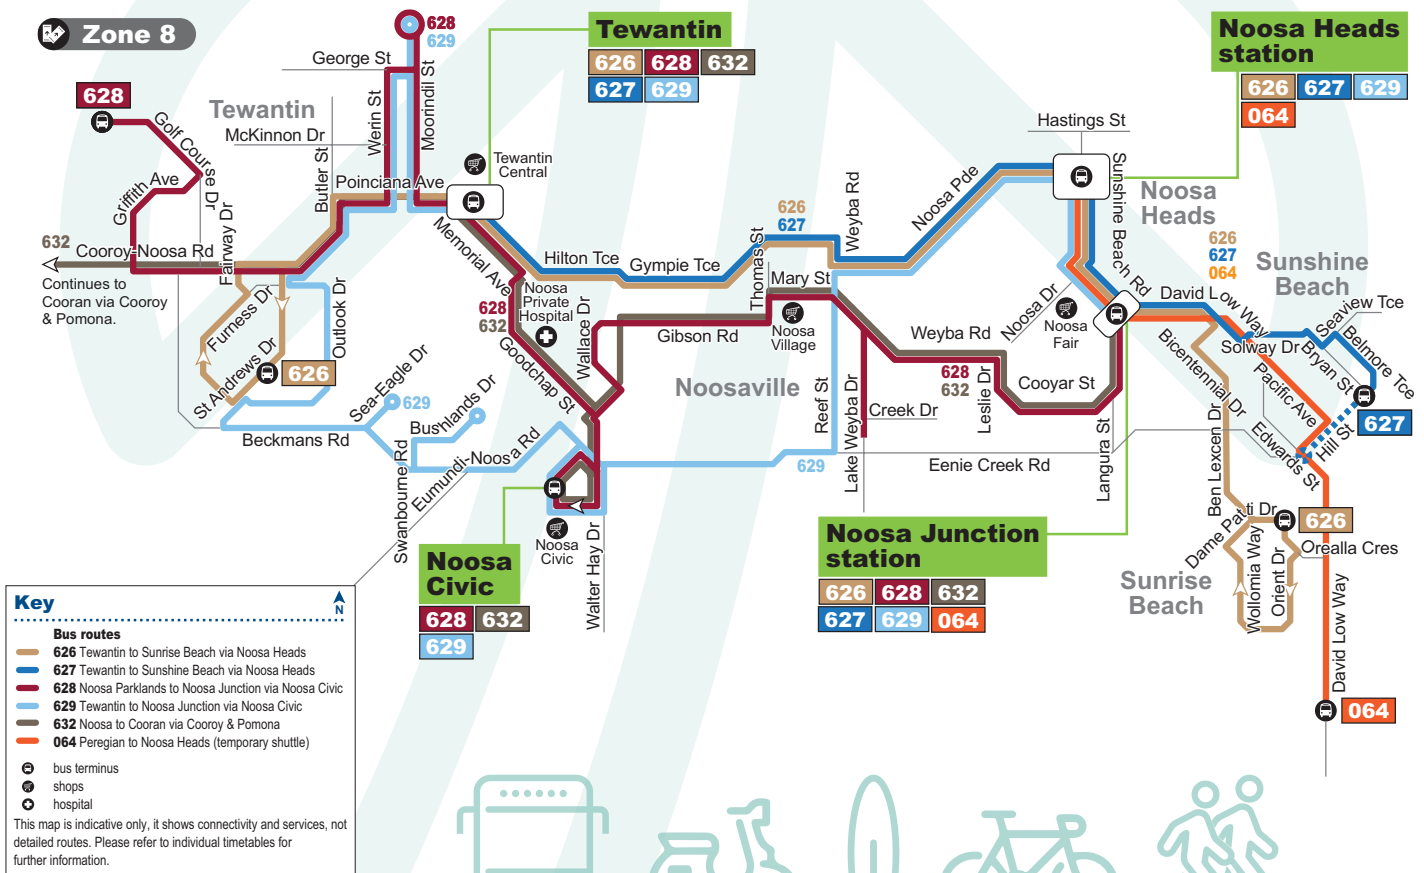 Zone 8
628
629
George St
Tewantin
626 628 632
627 629
Noosa Heads
station
626 627 629
064
628
Tewantin
McKinnon Dr
Werin St
Moorindil St
Butler St
Poinciana Ave
Golf Course Dr
Griffith Ave
Fairway Dr
632
Cooroy-Noosa Rd
Continues to
Cooran via Cooroy
& Pomona.
Tewantin
Central
Memorial Ave
Hilton Tce
Gympie Tce
Thomas St
626
627
Weyba Rd
Noosa Pde
Hastings St
Sunshine Beach Rd
Noosa
Heads
626
627
064
Sunshine
Beach
Seaview Tce
Belmore Tce
David Low Way
Solway Dr
Bryan St
Pacific Ave
627
Hill St
Edwards St
Bicentennial Dr
Ben Lexcen Dr
Noosa Dr
Noosa
Fair
Mary St
Noosa
Village
Weyba Rd
628
632
Leslie Dr
Cooyar St
Langura St
Noosa
Private
Hospital
628
632
Goodchap St
Wallace Dr
Gibson Rd
Noosaville
Reef St
Lake Weyba Dr
Creek Dr
Eenie Creek Rd
629
Furness Dr
Outlook Dr
St Andrews Dr
626
Sea-Eagle Dr
629
Bushlands Dr
Beckmans Rd
Swanbourne Rd
Eumundi-Noosa Rd
Noosa
Civic
Walter Hay Dr
Noosa
Civic
628 632
629
Noosa Junction
station
626 628 632
627 629 064
Dame Patti Dr
626
Orealla Cres
Wollomia Way
Orient Dr
Sunrise
Beach
David Low Way
064
Key
N
Bus routes
626 Tewantin to Sunrise Beach via Noosa Heads
627 Tewantin to Sunshine Beach via Noosa Heads
628 Noosa Parklands to Noosa Junction via Noosa Civic
629 Tewantin to Noosa Junction via Noosa Civic
632 Noosa to Cooran via Cooroy & Pomona
064 Peregian to Noosa Heads (temporary shuttle)
bus terminus
shops
hospital
This map is indicative only, it shows connectivity and services, not
detailed routes. Please refer to individual timetables for
further information.